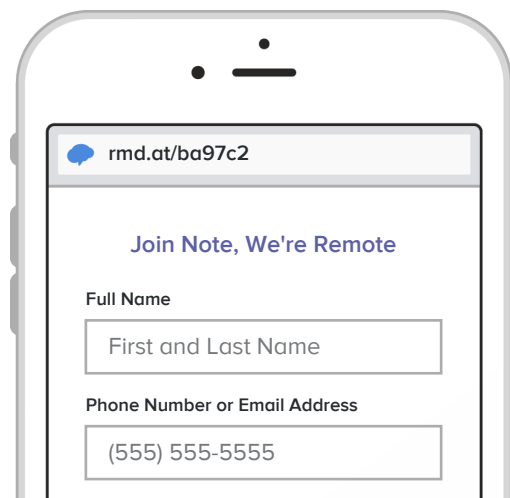 rmd.at/ba97c2
Join Note, We're Remote
Full Name
First and Last Name
Phone Number or Email Address
(555) 555-5555